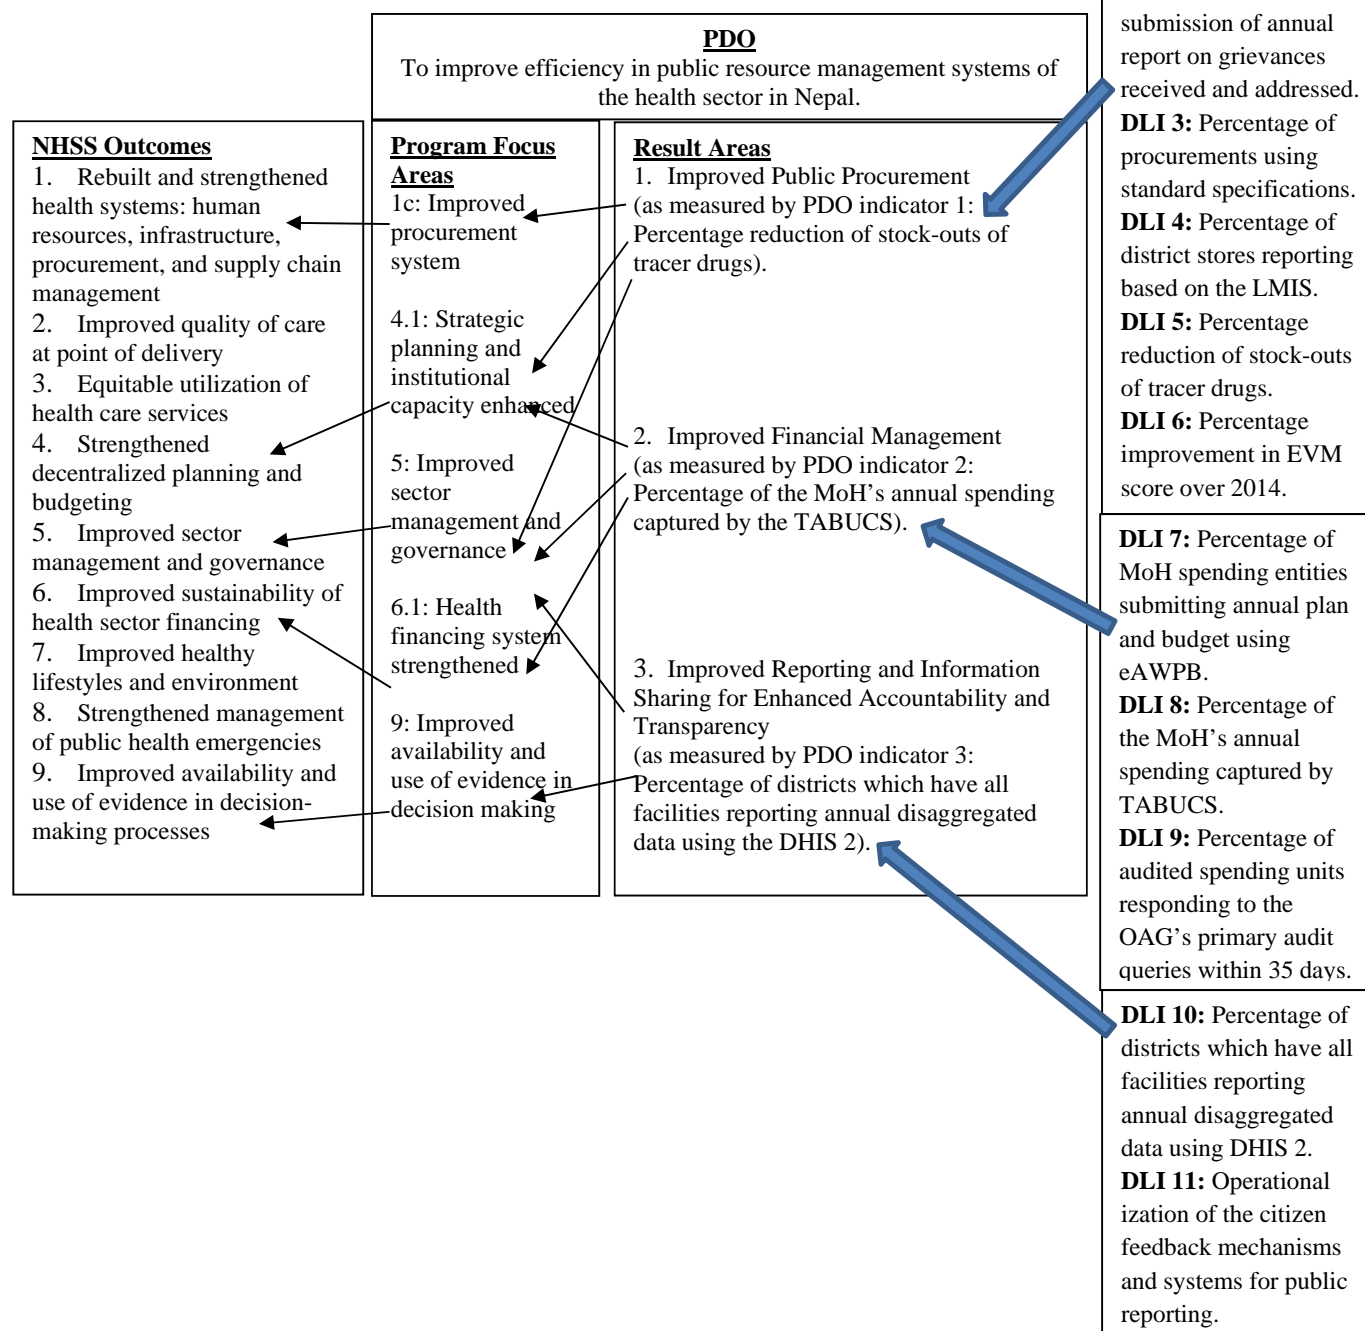 PDO
To improve efficiency in public resource management systems of
the health sector in Nepal.
NHSS Outcomes
1. Rebuilt and strengthened
health systems: human
resources, infrastructure,
procurement, and supply chain
management
2. Improved quality of care
at point of delivery
3. Equitable utilization of
health care services
4. Strengthened
decentralized planning and
budgeting
5. Improved sector
management and governance
6. Improved sustainability of
health sector financing
7. Improved healthy
lifestyles and environment
8. Strengthened management
of public health emergencies
9. Improved availability and
use of evidence in decision-
making processes
Program Focus
Areas
1c: Improved
procurement
system
4.1: Strategic
planning and
institutional
capacity enhanced
5: Improved
sector
management and
governance
6.1: Health
financing system
strengthened
9: Improved
availability and
use of evidence in
decision making
Result Areas
1. Improved Public Procurement
(as measured by PDO indicator 1:
Percentage reduction of stock-outs of
tracer drugs).
2. Improved Financial Management
(as measured by PDO indicator 2:
Percentage of the MoH's annual spending
captured by the TABUCS).
3. Improved Reporting and Information
Sharing for Enhanced Accountability and
Transparency
(as measured by PDO indicator 3:
Percentage of districts which have all
facilities reporting annual disaggregated
data using the DHIS 2).
submission of annual
report on grievances
received and addressed.
DLI 3: Percentage of
procurements using
standard specifications.
DLI 4: Percentage of
district stores reporting
based on the LMIS.
DLI 5: Percentage
reduction of stock-outs
of tracer drugs.
DLI 6: Percentage
improvement in EVM
score over 2014.
DLI 7: Percentage of
MoH spending entities
submitting annual plan
and budget using
eAWPB.
DLI 8: Percentage of
the MoH's annual
spending captured by
TABUCS.
DLI 9: Percentage of
audited spending units
responding to the
OAG's primary audit
queries within 35 days.
DLI 10: Percentage of
districts which have all
facilities reporting
annual disaggregated
data using DHIS 2.
DLI 11: Operational
ization of the citizen
feedback mechanisms
and systems for public
reporting.